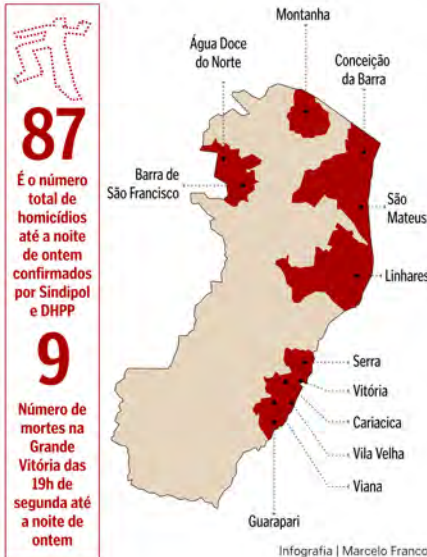 87
É o número
total de
homicídios
até a noite
de ontem
confirmados
por Sindipol
e DHPP
9
Número de
mortes na
Grande
Vitória das
19h de
segunda até
a noite de
ontem
Montanha
Água Doce
do Norte
Conceição
da Barra
Barra de
São Francisco
São
Mateus
Linhares
Serra
Vitória
Cariacica
Vila Velha
Viana
Guarapari
Infografia | Marcelo Franco